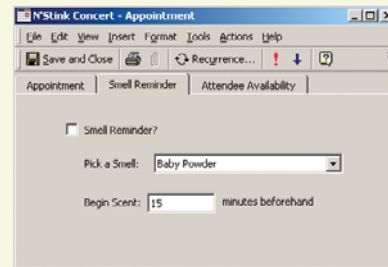 N'Stink Concert - Appointment
File Edit View Insert Format Tools Actions Help
Save and Close Recurrence...
Appointment Smell Reminder Attendee Availability
Smell Reminder?
Pick a Smell: Baby Powder
Begin Scent: 15 minutes beforehand